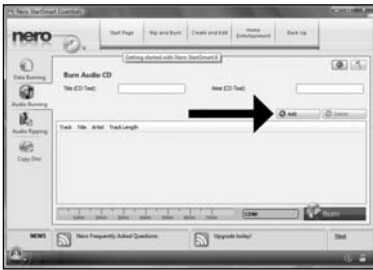 Nero StartSmart Essentials
nero
Start Page
Rip and Burn
Create and Edit
Home Entertainment
Back Up
Getting started with Nero StartSmart 8
Data Burning
Audio Burning
Audio Ripping
Copy Disc
Burn Audio CD
Title (CD Text)
Artist (CD Text)
Add
Delete
Track Title Artist Track Length
CD80
Burn
NEWS
Nero Frequently Asked Questions
Upgrade today!
Next